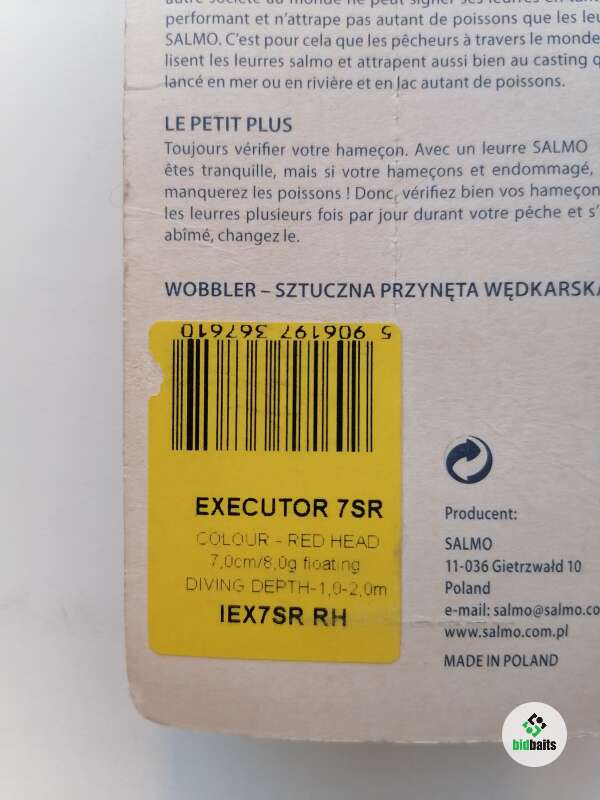 performant et n'attrape pas autant de poissons que les leu
SALMO. C'est pour cela que les pêcheurs à travers le monde
lisent les leurres salmo et attrapent aussi bien au casting q
lancé en mer ou en rivière et en lac autant de poissons.
LE PETIT PLUS
Toujours vérifier votre hameçon. Avec un leurre SALMO
êtes tranquille, mais si votre hameçons et endommagé,
manquerez les poissons ! Donc, vérifiez bien vos hameçon
les leurres plusieurs fois par jour durant votre pêche et s'
abîmé, changez le.
WOBBLER – SZTUCZNA PRZYNĘTA WĘDKARSKA
5 906197 367610
EXECUTOR 7SR
COLOUR - RED HEAD
7,0cm/8,0g floating
DIVING DEPTH-1,0-2,0m
IEX7SR RH
Producent:
SALMO
11-036 Gietrzwałd 10
Poland
e-mail: salmo@salmo.co
www.salmo.com.pl
MADE IN POLAND
bidbaits